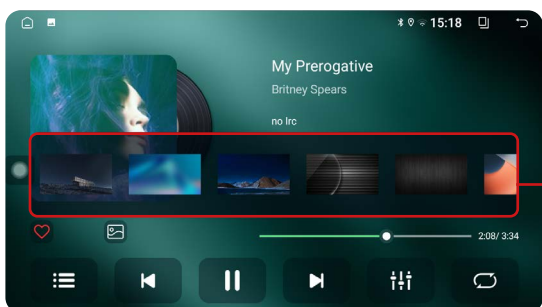 15:18
My Prerogative
Britney Spears
no lrc
2:08/ 3:34